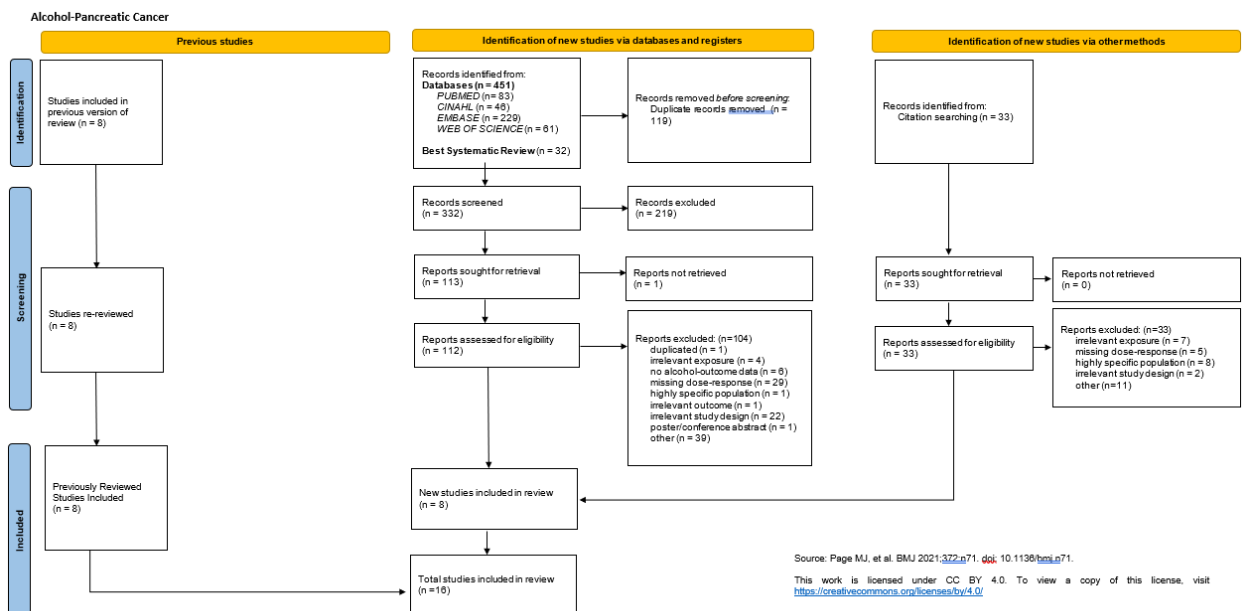 Alcohol-Pancreatic Cancer
Previous studies
Identification of new studies via databases and registers
Identification of new studies via other methods
Identification
Studies included in
previous version of
review (n = 8)
Records identified from:
Databases (n = 451)
PUBMED (n= 83)
CINAHL (n = 46)
EMBASE (n = 229)
WEB OF SCIENCE (n = 61)
Best Systematic Review (n = 32)
Records removed before screening:
Duplicate records removed (n =
119)
Records identified from:
Citation searching (n = 33)
Screening
Records screened
(n = 332)
Records excluded
(n = 219)
Studies re-reviewed
(n = 8)
Reports sought for retrieval
(n = 113)
Reports not retrieved
(n = 1)
Reports sought for retrieval
(n = 33)
Reports not retrieved
(n = 0)
Reports assessed for eligibility
(n = 112)
Reports excluded: (n=104)
duplicated (n = 1)
irrelevant exposure (n = 4)
no alcohol-outcome data (n = 6)
missing dose-response (n = 29)
highly specific population (n = 1)
irrelevant outcome (n = 1)
irrelevant study design (n = 22)
poster/conference abstract (n = 1)
other (n = 39)
Reports assessed for eligibility
(n = 33)
Reports excluded: (n=33)
irrelevant exposure (n = 7)
missing dose-response (n = 5)
highly specific population (n = 8)
irrelevant study design (n = 2)
other (n=11)
Included
Previously Reviewed
Studies Included
(n = 8)
New studies included in review
(n = 8)
Total studies included in review
(n =16)
Source: Page MJ, et al. BMJ 2021;372:n71. doi: 10.1136/bmj.n71.
This work is licensed under CC BY 4.0. To view a copy of this license, visit
https://creativecommons.org/licenses/by/4.0/